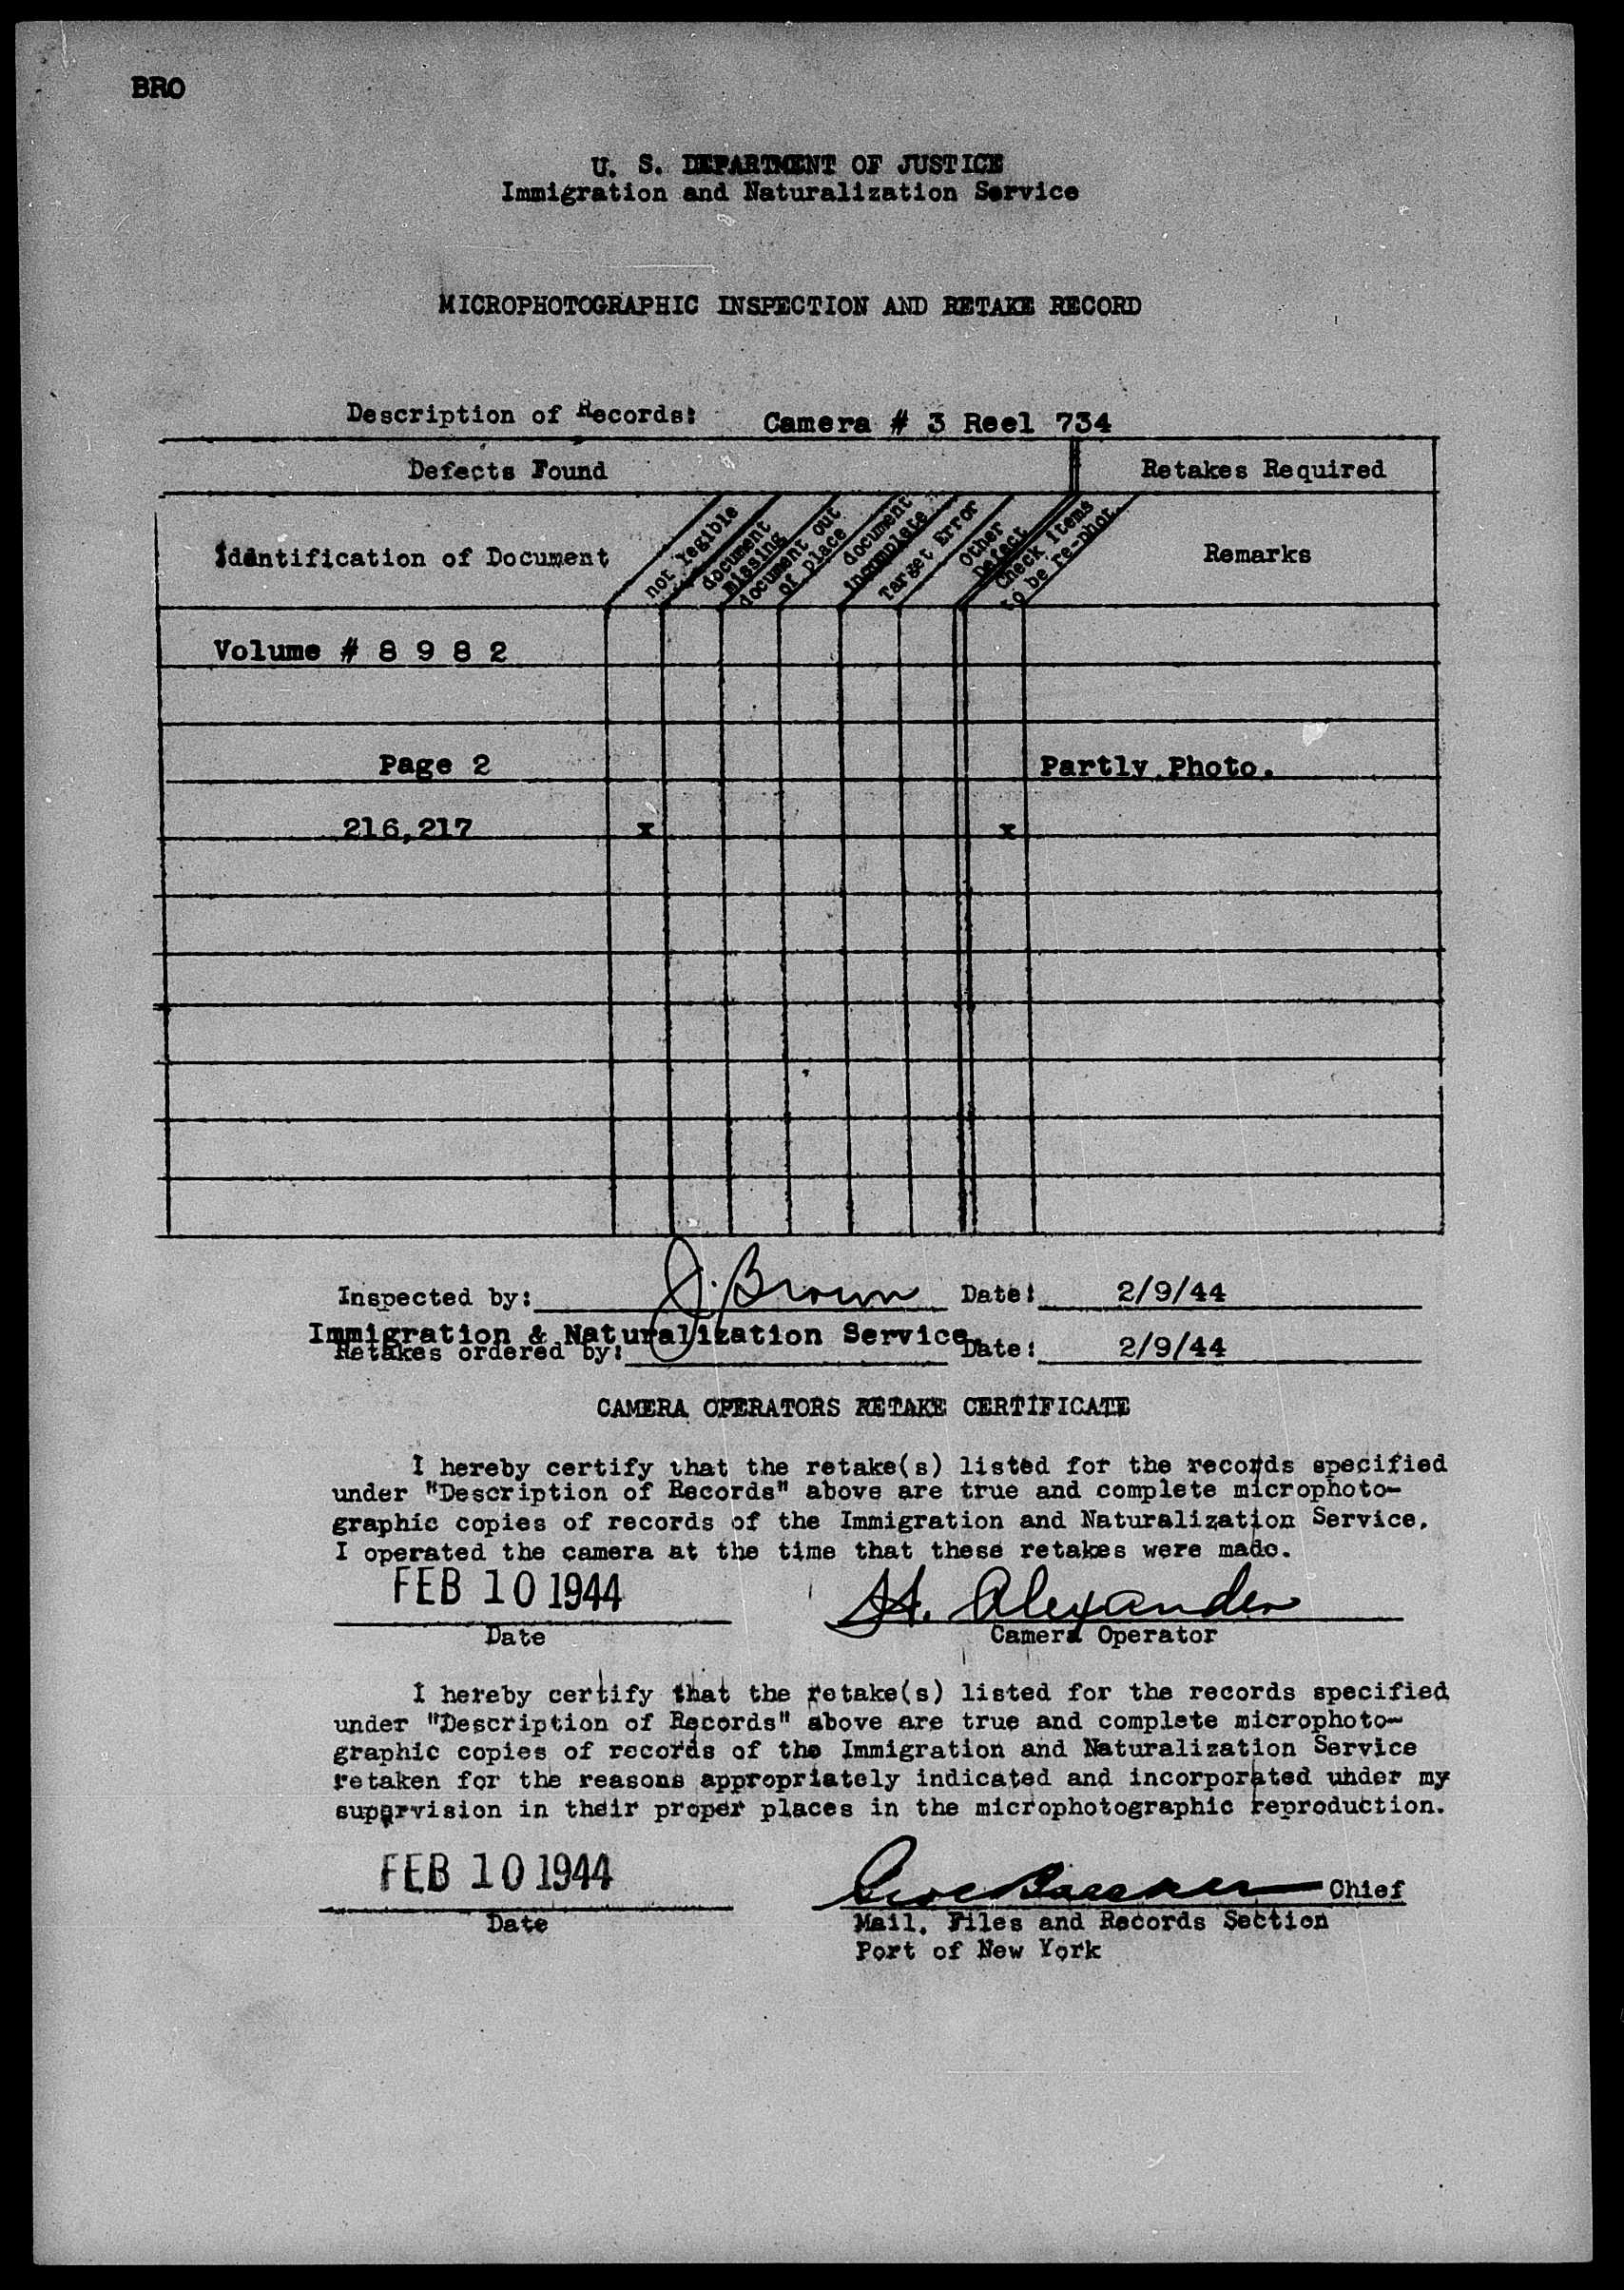 BRO
U. S. DEPARTMENT OF JUSTICE
Immigration and Naturalization Service
MICROPHOTOGRAPHIC INSPECTION AND RETAKE RECORD
Description of Records: Camera # 3 Reel 734
Defects Found Retakes Required
Identification of Document
not legible
document
missing
document out
of place
document
incomplete
Target Error
Other
Defect
Check items
to be re-phot.
Remarks
Volume # 8 9 8 2
Page 2 Partly Photo.
216,217 x x
Inspected by: J. Brown Date: 2/9/44
Immigration & Naturalization Service.
Retakes ordered by: Date: 2/9/44
CAMERA OPERATORS RETAKE CERTIFICATE
I hereby certify that the retake(s) listed for the records specified
under "Description of Records" above are true and complete microphoto-
graphic copies of records of the Immigration and Naturalization Service.
I operated the camera at the time that these retakes were made.
FEB 10 1944 H. Alexander
Date Camera Operator
I hereby certify that the retake(s) listed for the records specified
under "Description of Records" above are true and complete microphoto-
graphic copies of records of the Immigration and Naturalization Service
retaken for the reasons appropriately indicated and incorporated under my
supervision in their proper places in the microphotographic reproduction.
FEB 10 1944 Chief
Date Mail, Files and Records Section
Port of New York